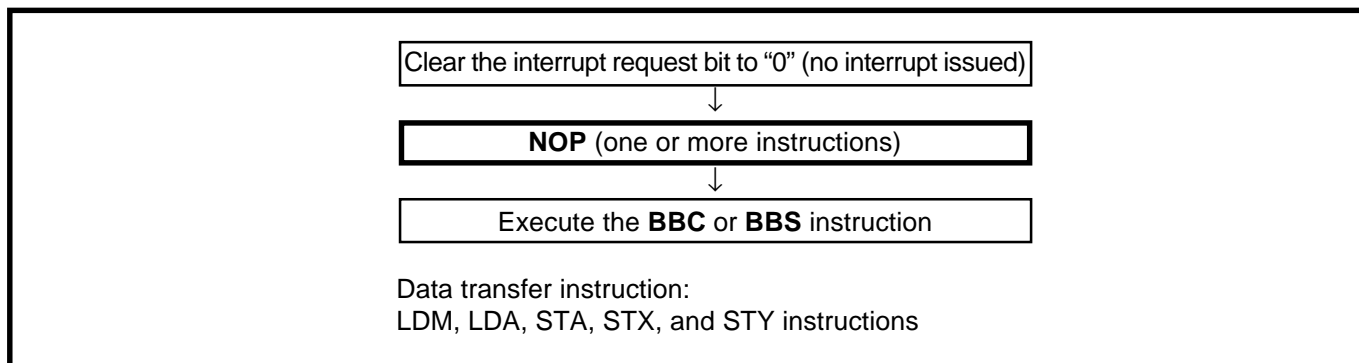 Clear the interrupt request bit to “0” (no interrupt issued)
↓
NOP (one or more instructions)
↓
Execute the BBC or BBS instruction
Data transfer instruction:
LDM, LDA, STA, STX, and STY instructions